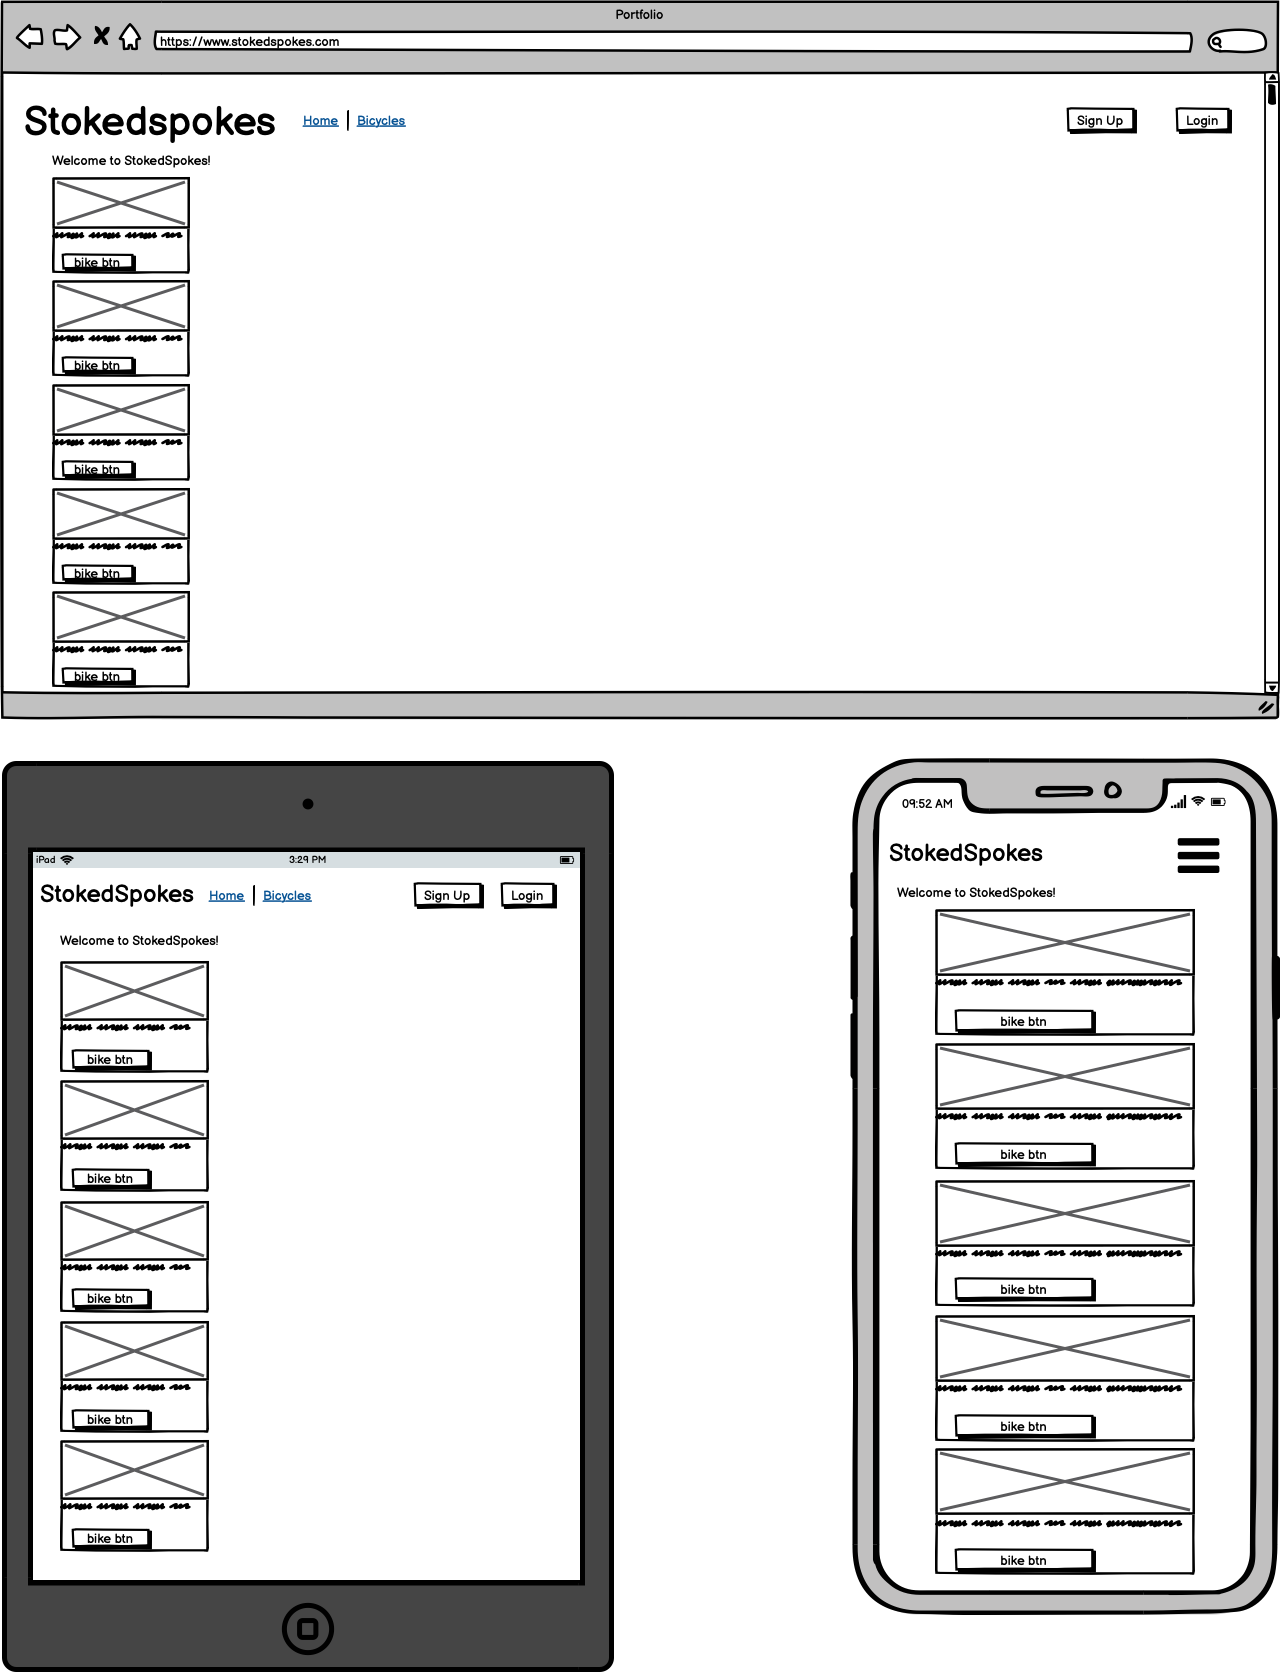 Portfolio
https://www.stokedspokes.com
Stokedspokes Home Bicycles Sign Up Login
Welcome to StokedSpokes!
bike btn
bike btn
bike btn
bike btn
bike btn
iPad 3:29 PM
StokedSpokes Home Bicycles Sign Up Login
Welcome to StokedSpokes!
bike btn
bike btn
bike btn
bike btn
bike btn
09:52 AM
StokedSpokes
Welcome to StokedSpokes!
bike btn
bike btn
bike btn
bike btn
bike btn